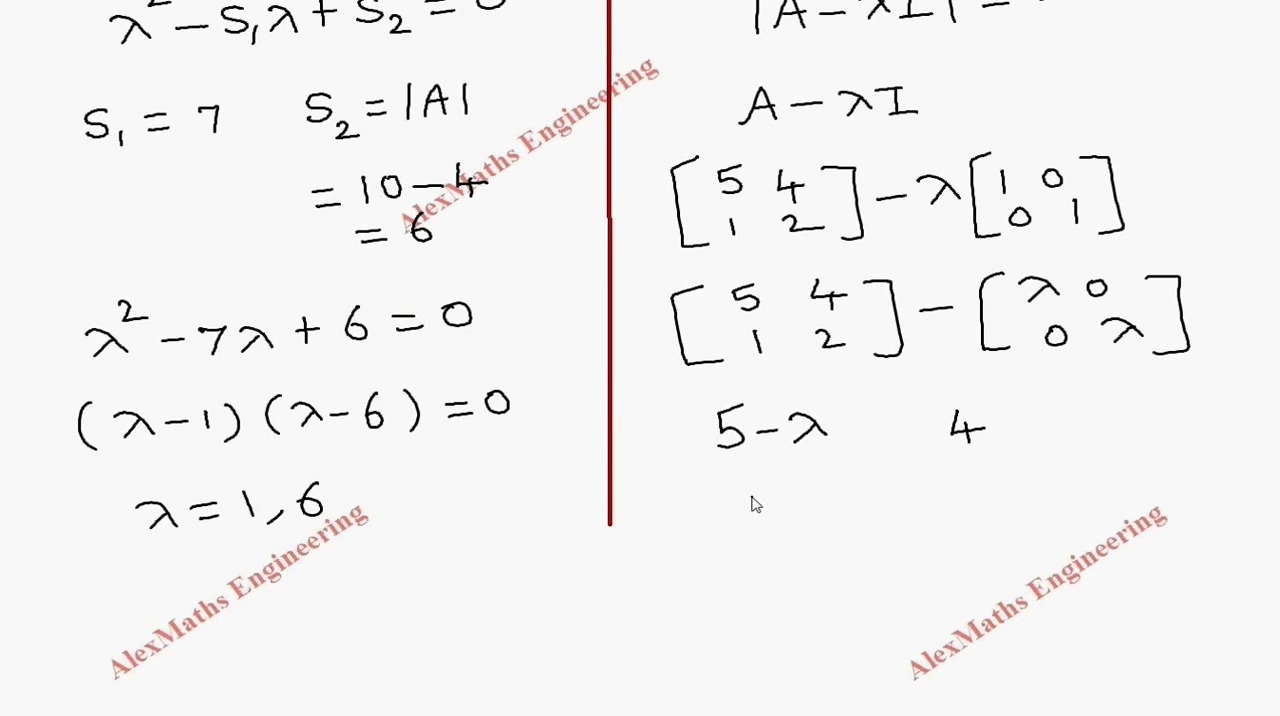 λ² - S₁λ + S₂ = 0
S₁ = 7 S₂ = |A|
= 10 - 4
= 6
λ² - 7λ + 6 = 0
(λ - 1) (λ - 6) = 0
λ = 1, 6
|A - λI| =
A - λI
[5 4 ] - λ [1 0 ]
[1 2 ] [0 1 ]
[5 4 ] - [λ 0 ]
[1 2 ] [0 λ ]
5 - λ 4
AlexMaths Engineering
AlexMaths Engineering
AlexMaths Engineering